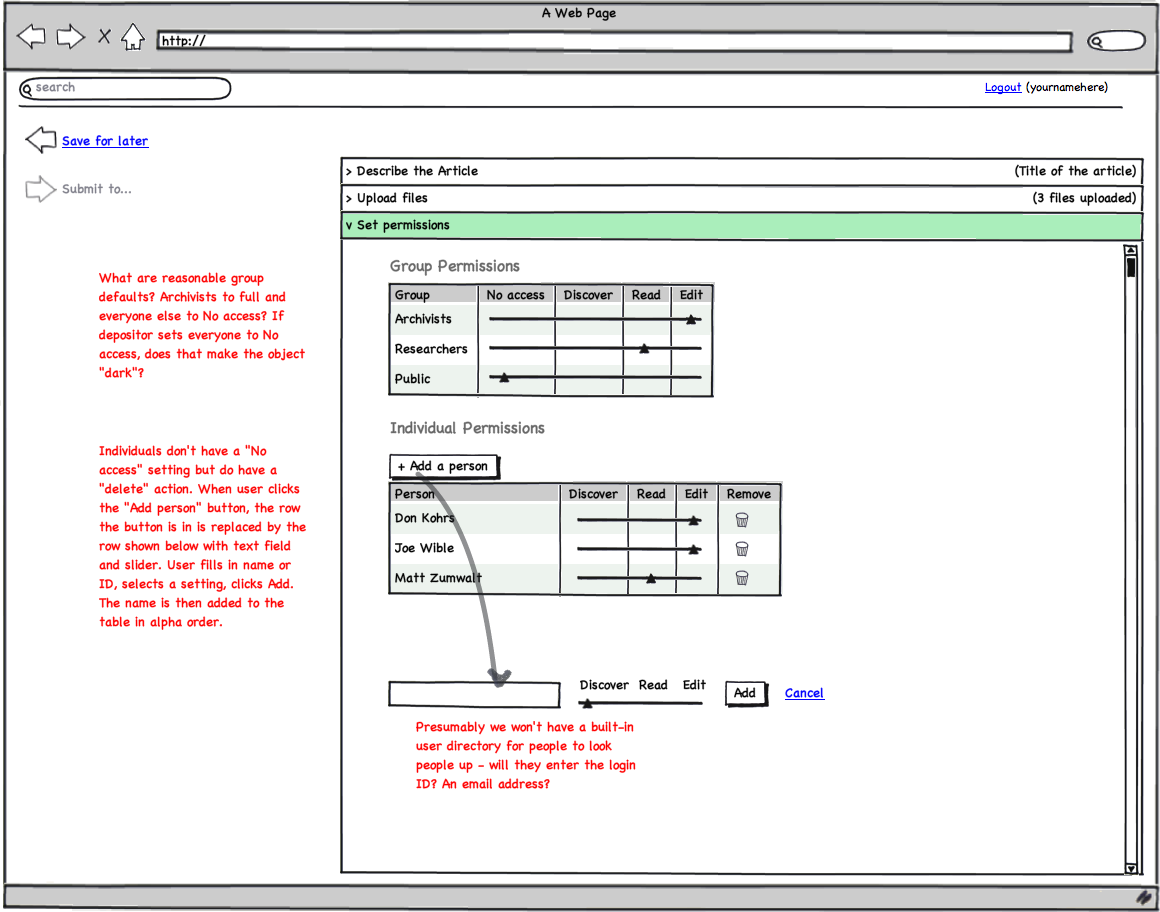 A Web Page
http://
search
Logout (yournamehere)
Save for later
Submit to...
> Describe the Article (Title of the article)
> Upload files (3 files uploaded)
v Set permissions
What are reasonable group
defaults? Archivists to full and
everyone else to No access? If
depositor sets everyone to No
access, does that make the object
"dark"?
Group Permissions
Group No access Discover Read Edit
Archivists
Researchers
Public
Individuals don't have a "No
access" setting but do have a
"delete" action. When user clicks
the "Add person" button, the row
the button is in is replaced by the
row shown below with text field
and slider. User fills in name or
ID, selects a setting, clicks Add.
The name is then added to the
table in alpha order.
Individual Permissions
+ Add a person
Person Discover Read Edit Remove
Don Kohrs
Joe Wible
Matt Zumwalt
Discover Read Edit
Add Cancel
Presumably we won't have a built-in
user directory for people to look
people up - will they enter the login
ID? An email address?